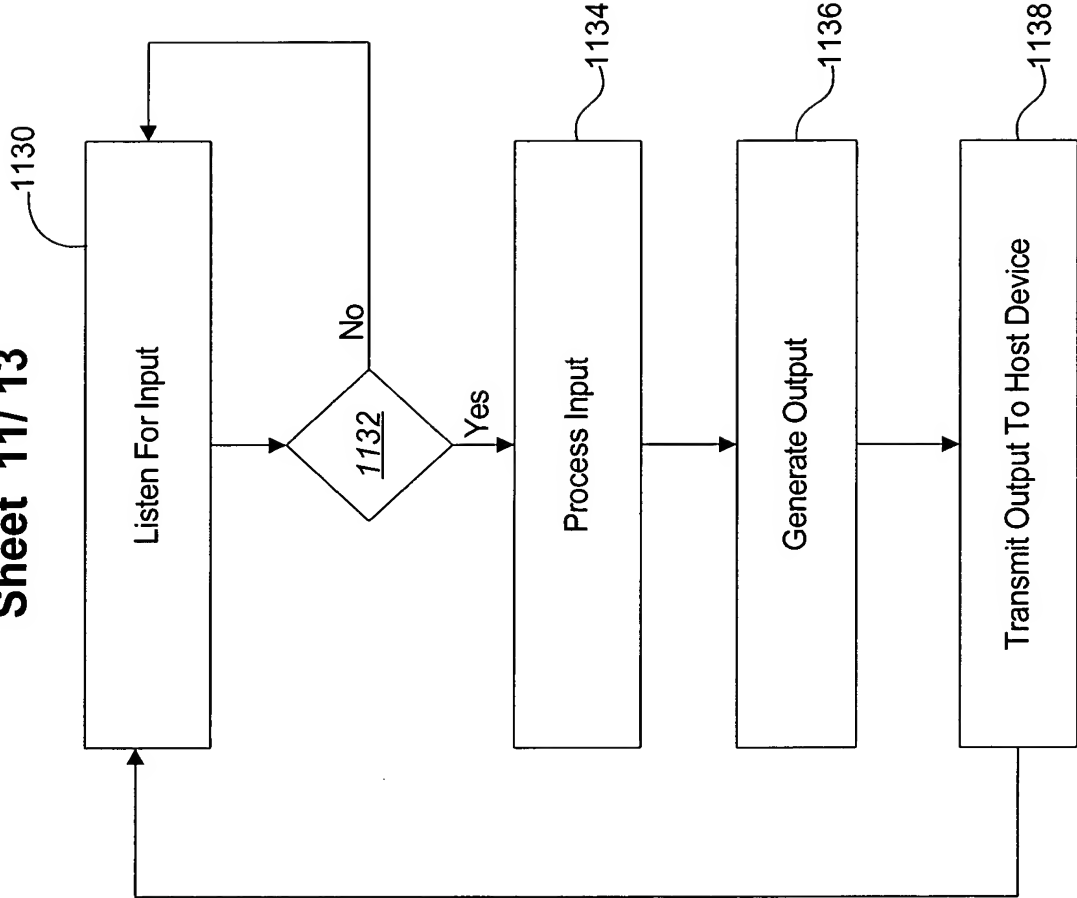 Sheet 11/ 13
1130
Listen For Input
No
1132
Yes
1134
Process Input
1136
Generate Output
1138
Transmit Output To Host Device